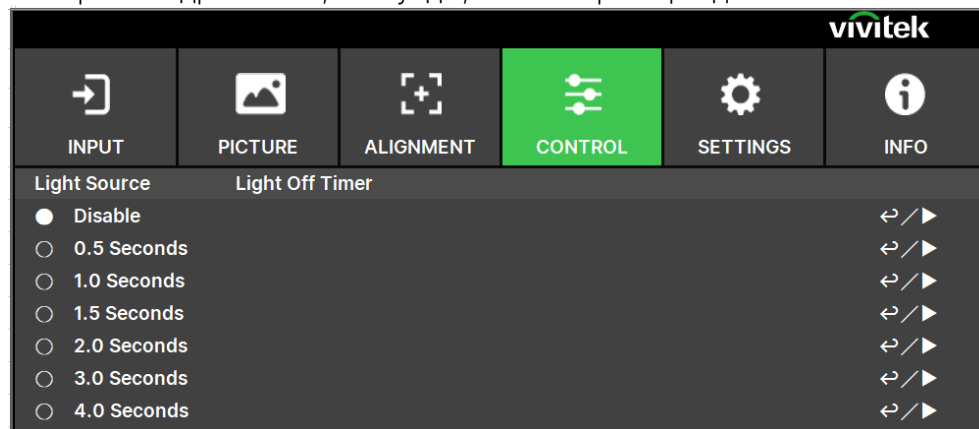 vivitek
INPUT PICTURE ALIGNMENT CONTROL SETTINGS INFO
Light Source Light Off Timer
Disable
0.5 Seconds
1.0 Seconds
1.5 Seconds
2.0 Seconds
3.0 Seconds
4.0 Seconds